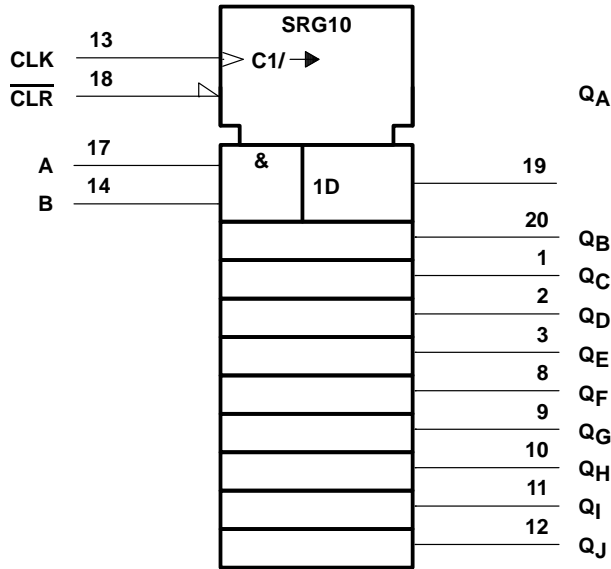 SRG10
13
CLK
C1/
18
CLR
QA
17
A
&
14
B
1D
19
20
QB
1
QC
2
QD
3
QE
8
QF
9
QG
10
QH
11
QI
12
QJ